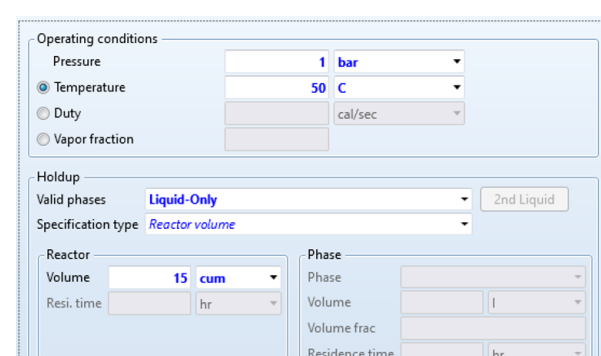 Operating conditions
Pressure 1 bar
Temperature 50 C
Duty cal/sec
Vapor fraction
Holdup
Valid phases Liquid-Only 2nd Liquid
Specification type Reactor volume
Reactor
Volume 15 cum
Resi. time hr
Phase
Phase
Volume l
Volume frac
Residence time hr